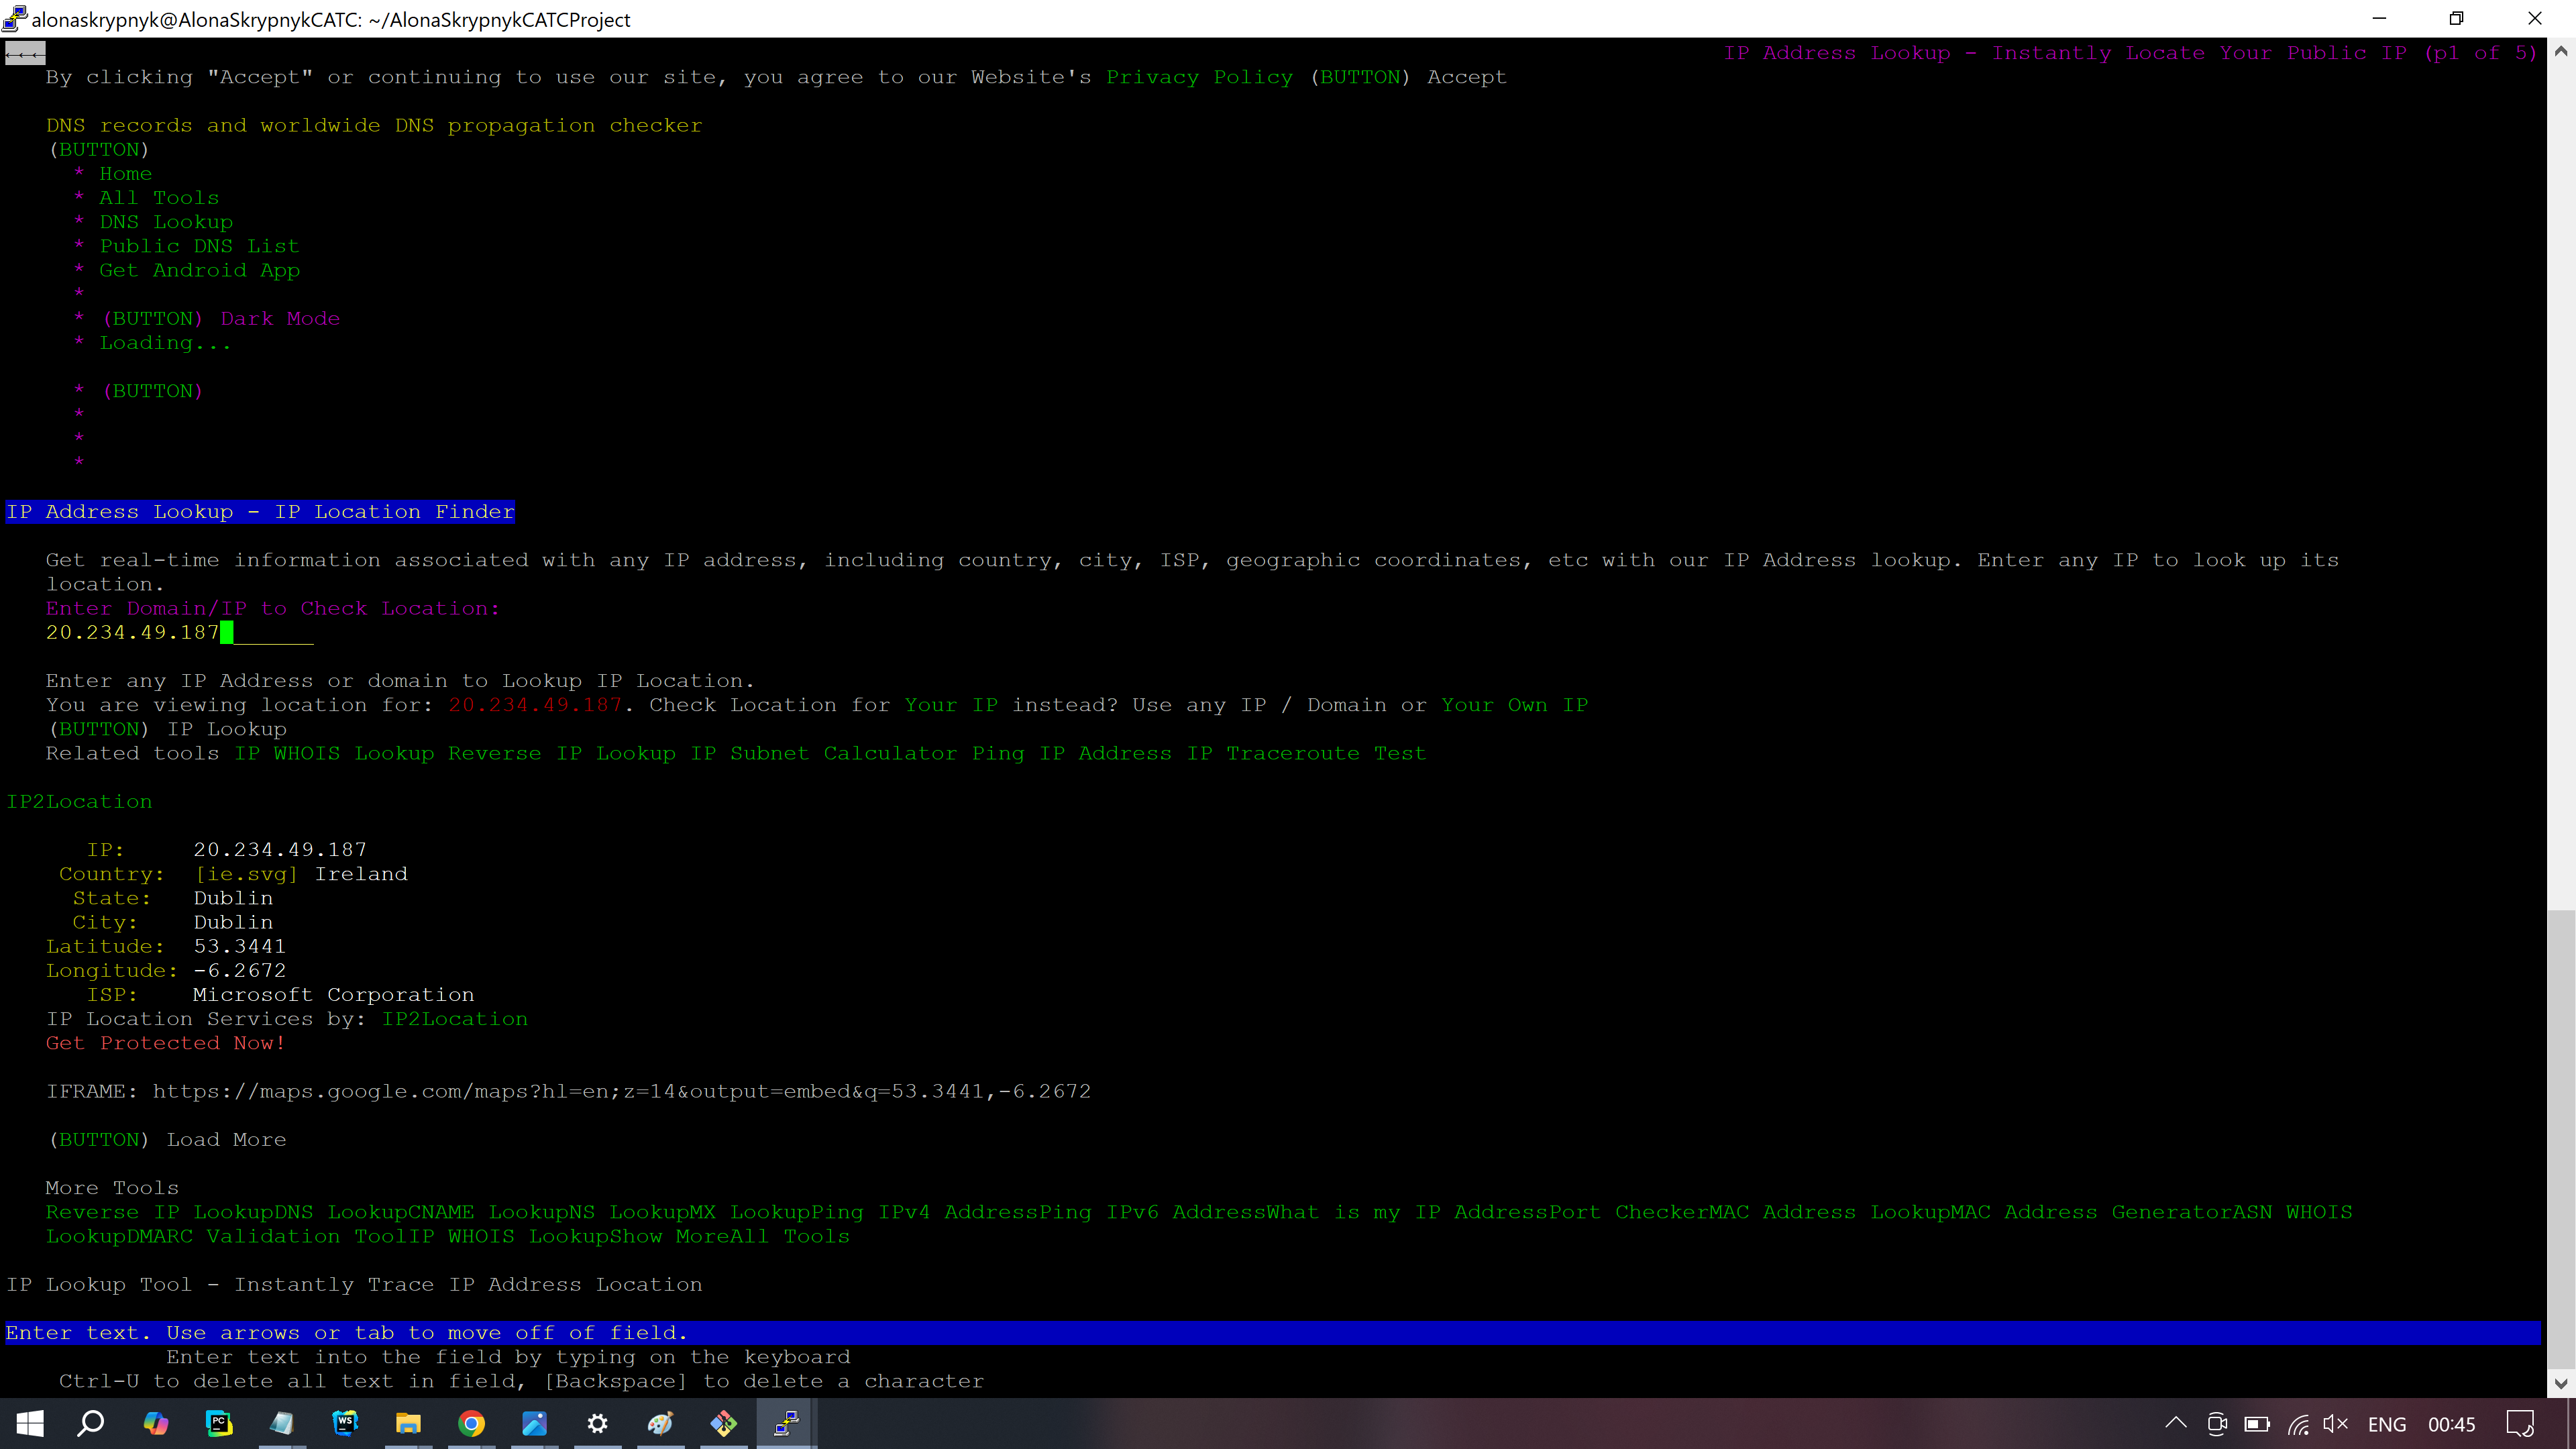 alonaskrypnyk@AlonaSkrypnykCATC: ~/AlonaSkrypnykCATCProject
←←← IP Address Lookup - Instantly Locate Your Public IP (p1 of 5)
By clicking "Accept" or continuing to use our site, you agree to our Website's Privacy Policy (BUTTON) Accept
DNS records and worldwide DNS propagation checker
(BUTTON)
* Home
* All Tools
* DNS Lookup
* Public DNS List
* Get Android App
*
* (BUTTON) Dark Mode
* Loading...
* (BUTTON)
*
*
*
IP Address Lookup - IP Location Finder
Get real-time information associated with any IP address, including country, city, ISP, geographic coordinates, etc with our IP Address lookup. Enter any IP to look up its
location.
Enter Domain/IP to Check Location:
20.234.49.187______
Enter any IP Address or domain to Lookup IP Location.
You are viewing location for: 20.234.49.187. Check Location for Your IP instead? Use any IP / Domain or Your Own IP
(BUTTON) IP Lookup
Related tools IP WHOIS Lookup Reverse IP Lookup IP Subnet Calculator Ping IP Address IP Traceroute Test
IP2Location
IP: 20.234.49.187
Country: [ie.svg] Ireland
State: Dublin
City: Dublin
Latitude: 53.3441
Longitude: -6.2672
ISP: Microsoft Corporation
IP Location Services by: IP2Location
Get Protected Now!
IFRAME: https://maps.google.com/maps?hl=en;z=14&output=embed&q=53.3441,-6.2672
(BUTTON) Load More
More Tools
Reverse IP LookupDNS LookupCNAME LookupNS LookupMX LookupPing IPv4 AddressPing IPv6 AddressWhat is my IP AddressPort CheckerMAC Address LookupMAC Address GeneratorASN WHOIS
LookupDMARC Validation ToolIP WHOIS LookupShow MoreAll Tools
IP Lookup Tool - Instantly Trace IP Address Location
Enter text. Use arrows or tab to move off of field.
Enter text into the field by typing on the keyboard
Ctrl-U to delete all text in field, [Backspace] to delete a character
PC WS ENG 00:45